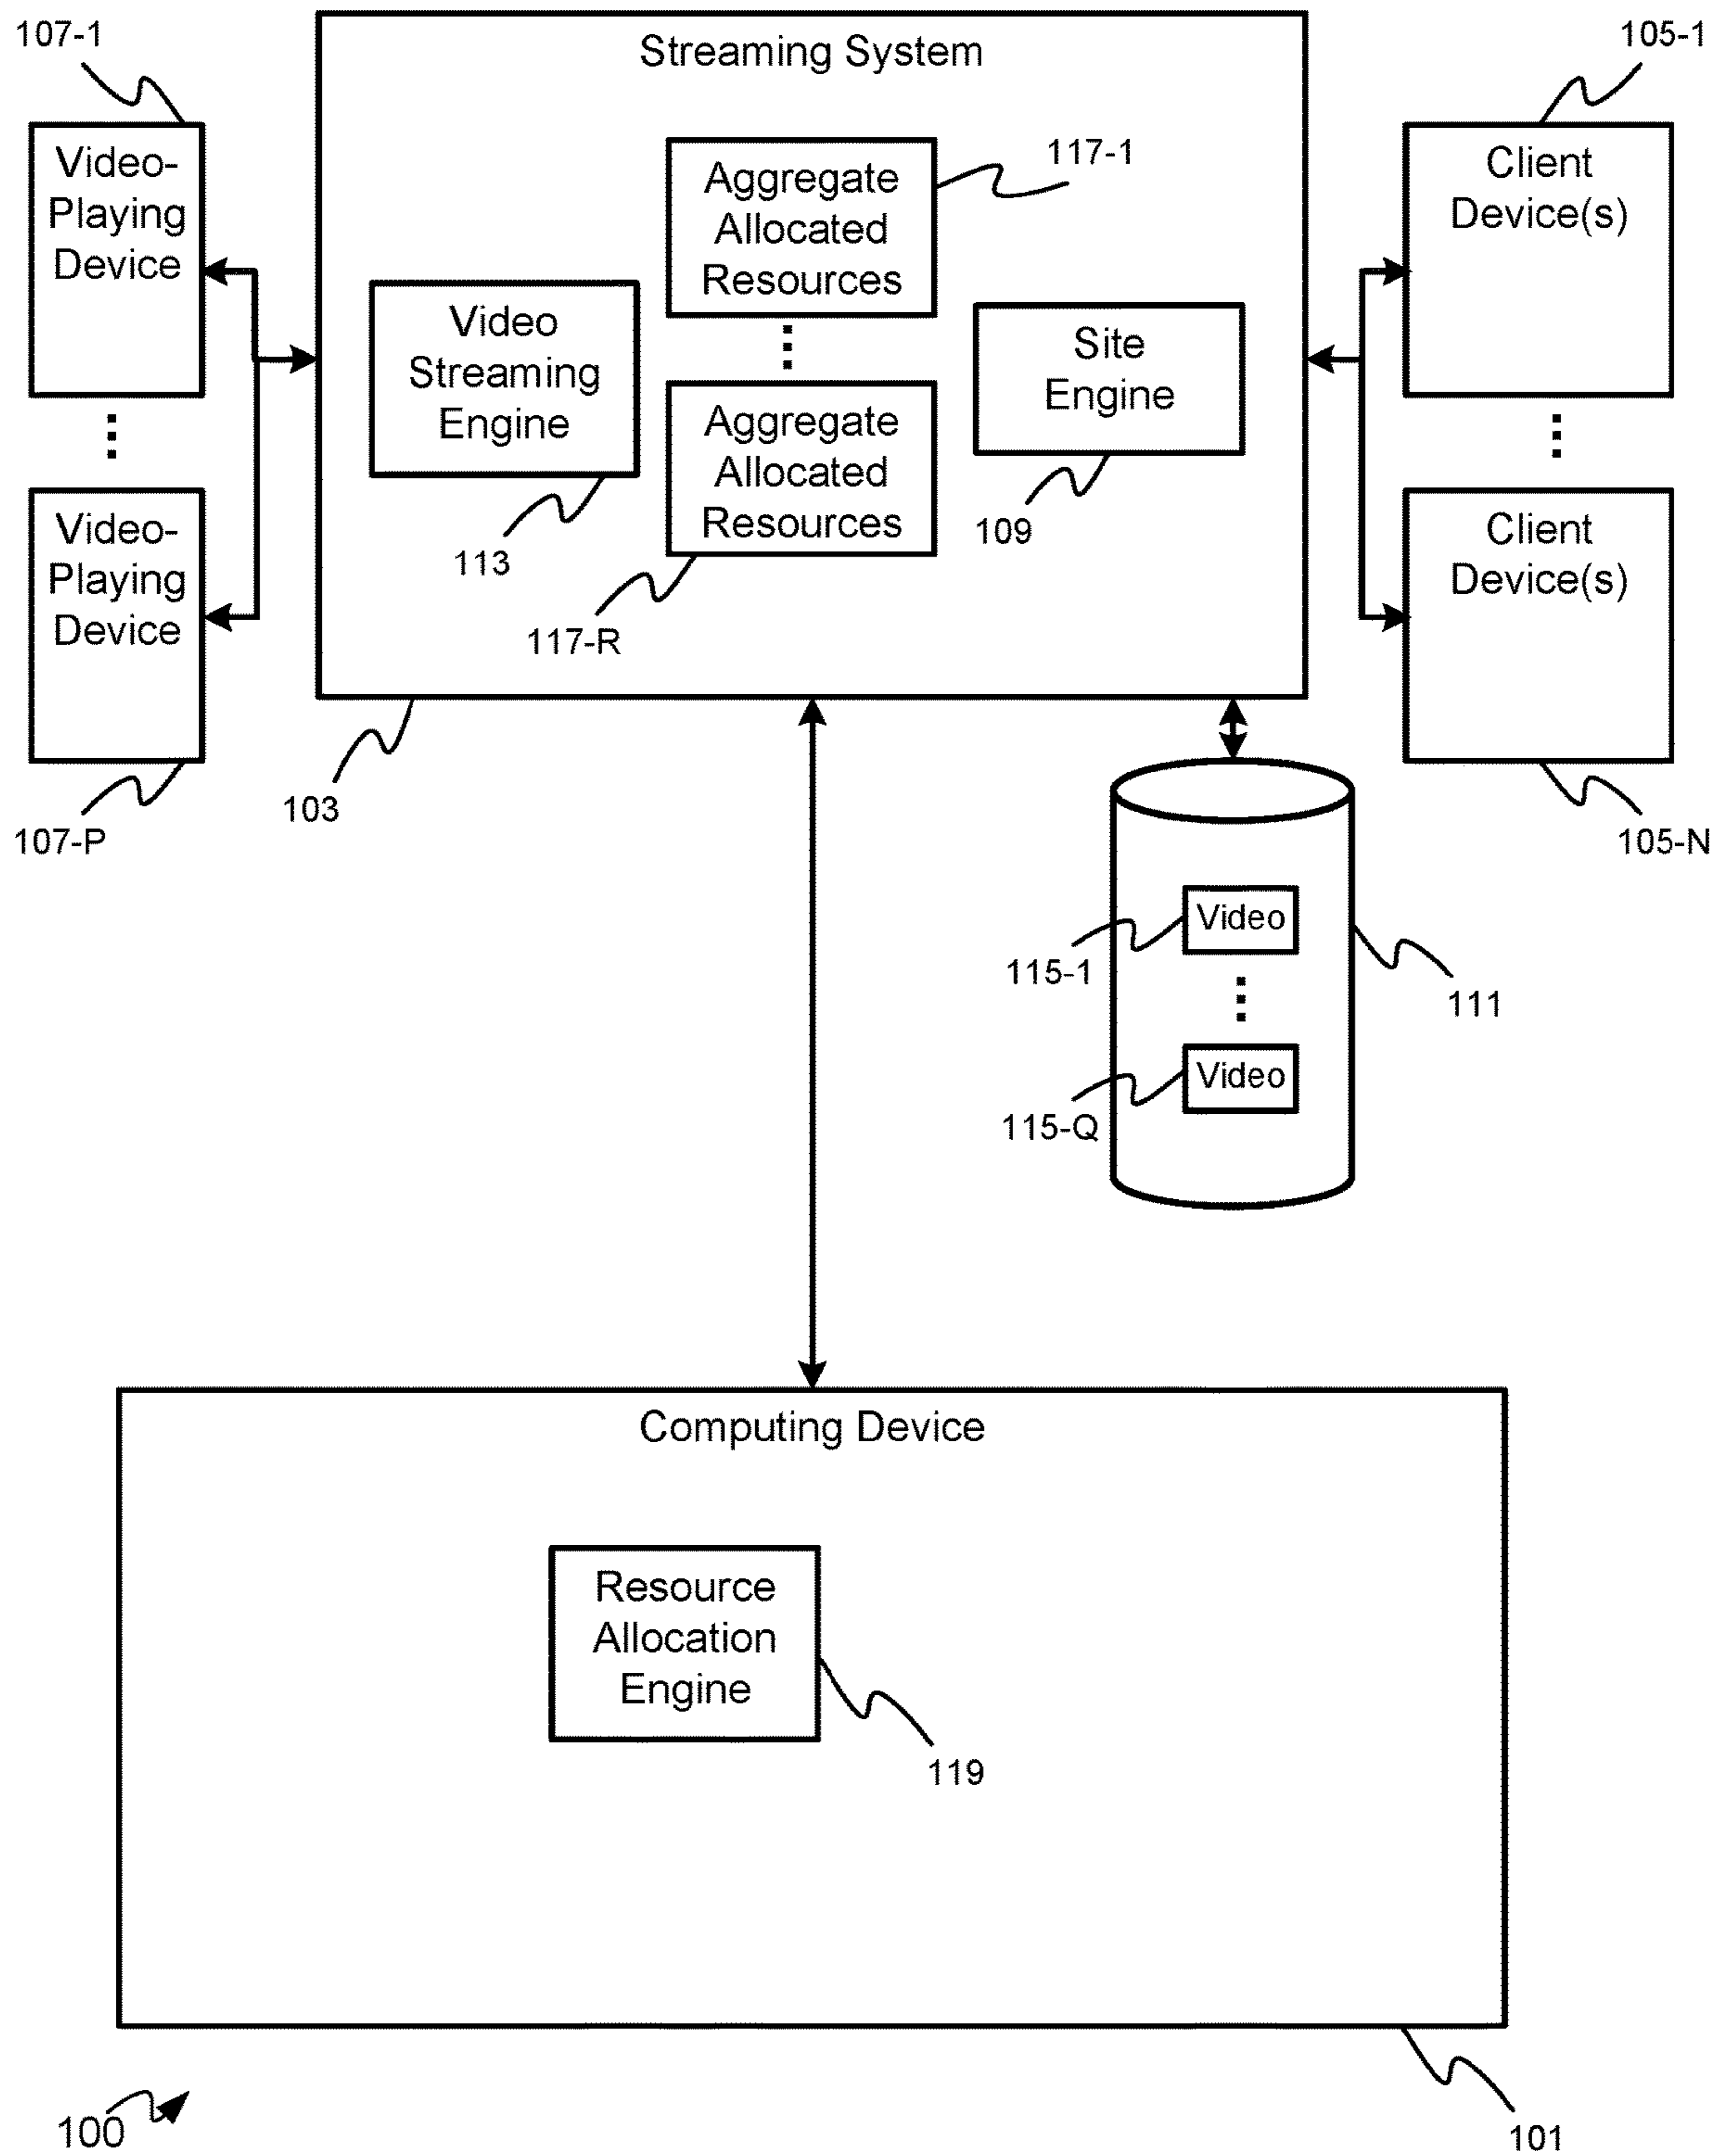 107-1
Streaming System
105-1
Video-
Playing
Device
Aggregate
Allocated
Resources
117-1
Client
Device(s)
Video
Streaming
Engine
Site
Engine
Aggregate
Allocated
Resources
109
113
117-R
Video-
Playing
Device
Client
Device(s)
103
107-P
105-N
Video
115-1
111
Video
115-Q
Computing Device
Resource
Allocation
Engine
119
100
101